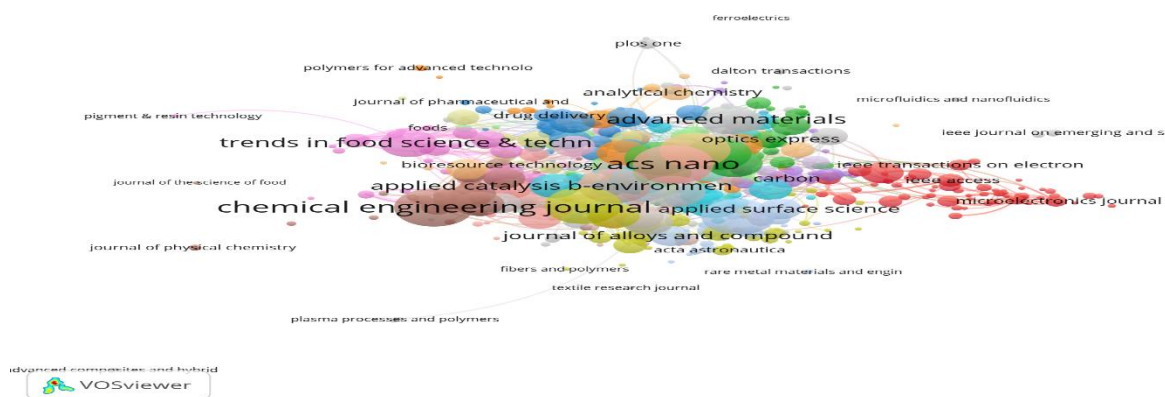 ferroelectrics
plos one
polymers for advanced technolo
dalton transactions
analytical chemistry
journal of pharmaceutical and
microfluidics and nanofluidics
pigment & resin technology
drug delivery
advanced materials
foods
ieee journal on emerging and s
trends in food science & techn
optics express
bioresource technology
acs nano
ieee transactions on electron
journal of the science of food
applied catalysis b-environmen
carbon
ieee access
microelectronics journal
chemical engineering journal
applied surface science
journal of alloys and compound
journal of physical chemistry
acta astronautica
fibers and polymers
rare metal materials and engin
textile research journal
plasma processes and polymers
advanced composites and hybrid
VOSviewer